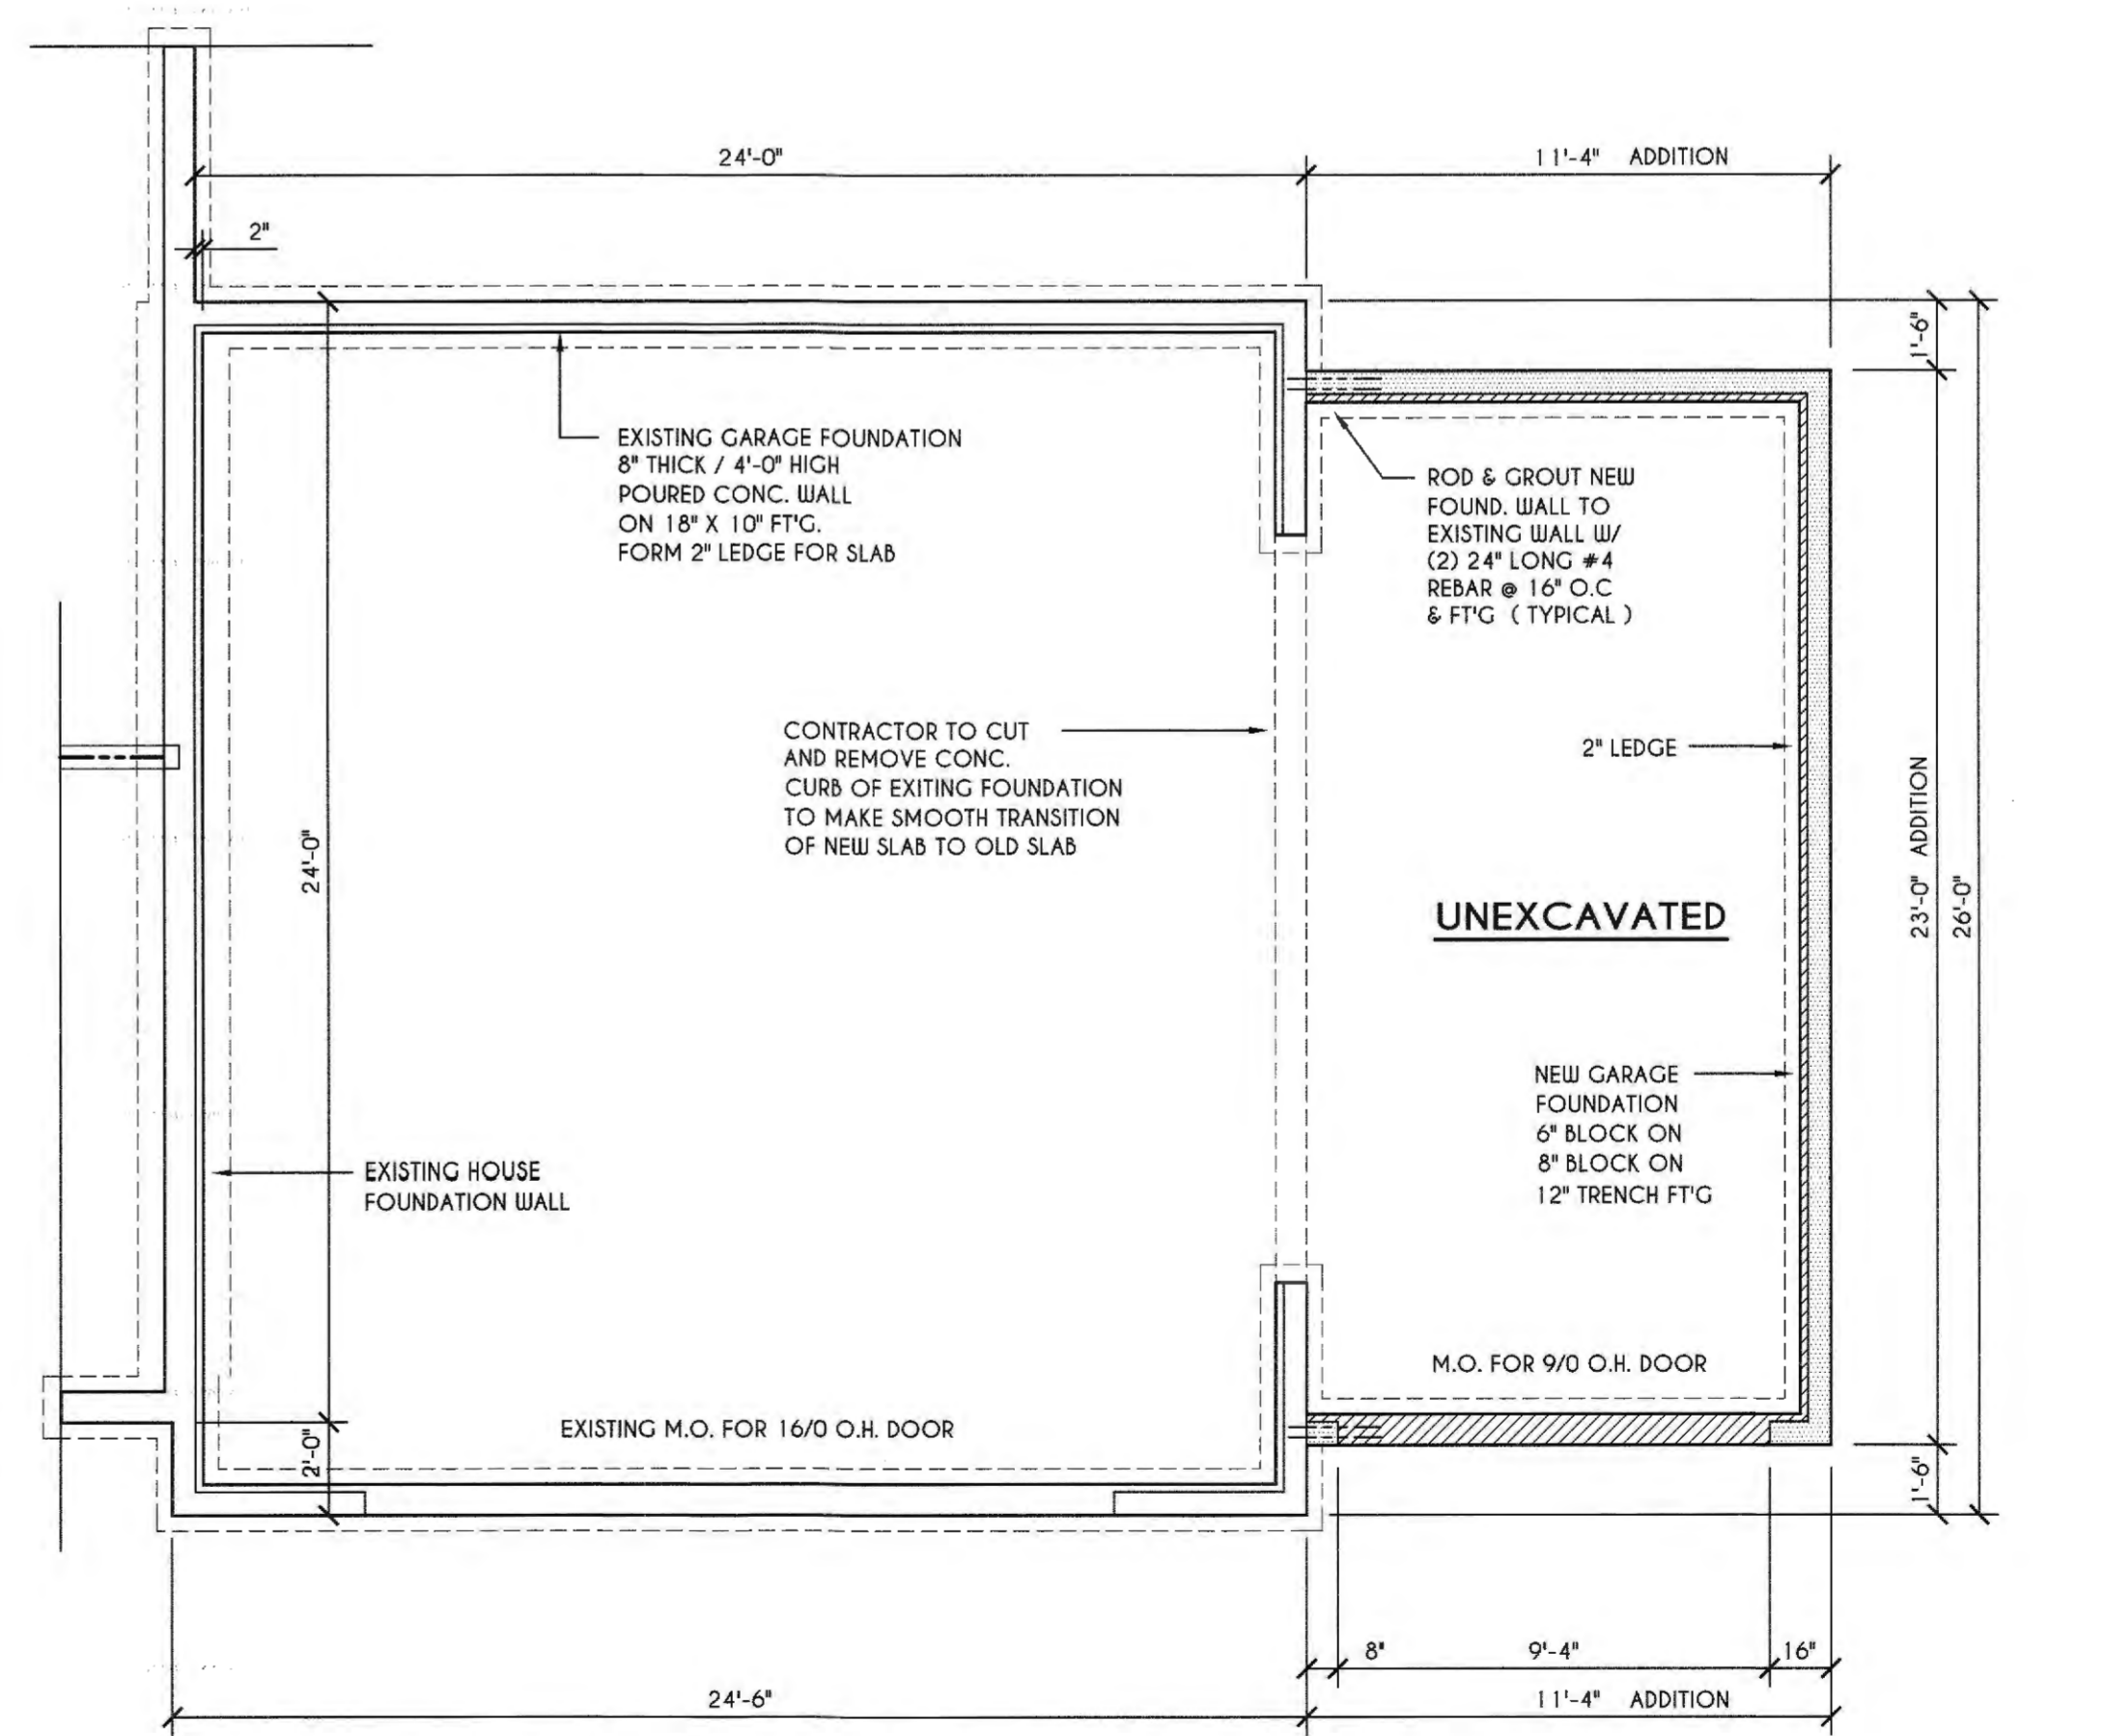 24'-0"
11'-4" ADDITION
2"
1'-6"
EXISTING GARAGE FOUNDATION
8" THICK / 4'-0" HIGH
POURED CONC. WALL
ON 18" X 10" FT'G.
FORM 2" LEDGE FOR SLAB
ROD & GROUT NEW
FOUND. WALL TO
EXISTING WALL W/
(2) 24" LONG #4
REBAR @ 16" O.C
& FT'G ( TYPICAL )
CONTRACTOR TO CUT
AND REMOVE CONC.
CURB OF EXITING FOUNDATION
TO MAKE SMOOTH TRANSITION
OF NEW SLAB TO OLD SLAB
2" LEDGE
24'-0"
23'-0" ADDITION
26'-0"
UNEXCAVATED
NEW GARAGE
FOUNDATION
6" BLOCK ON
8" BLOCK ON
12" TRENCH FT'G
EXISTING HOUSE
FOUNDATION WALL
M.O. FOR 9/0 O.H. DOOR
EXISTING M.O. FOR 16/0 O.H. DOOR
2'-0"
1'-6"
8"
9'-4"
16"
24'-6"
11'-4" ADDITION